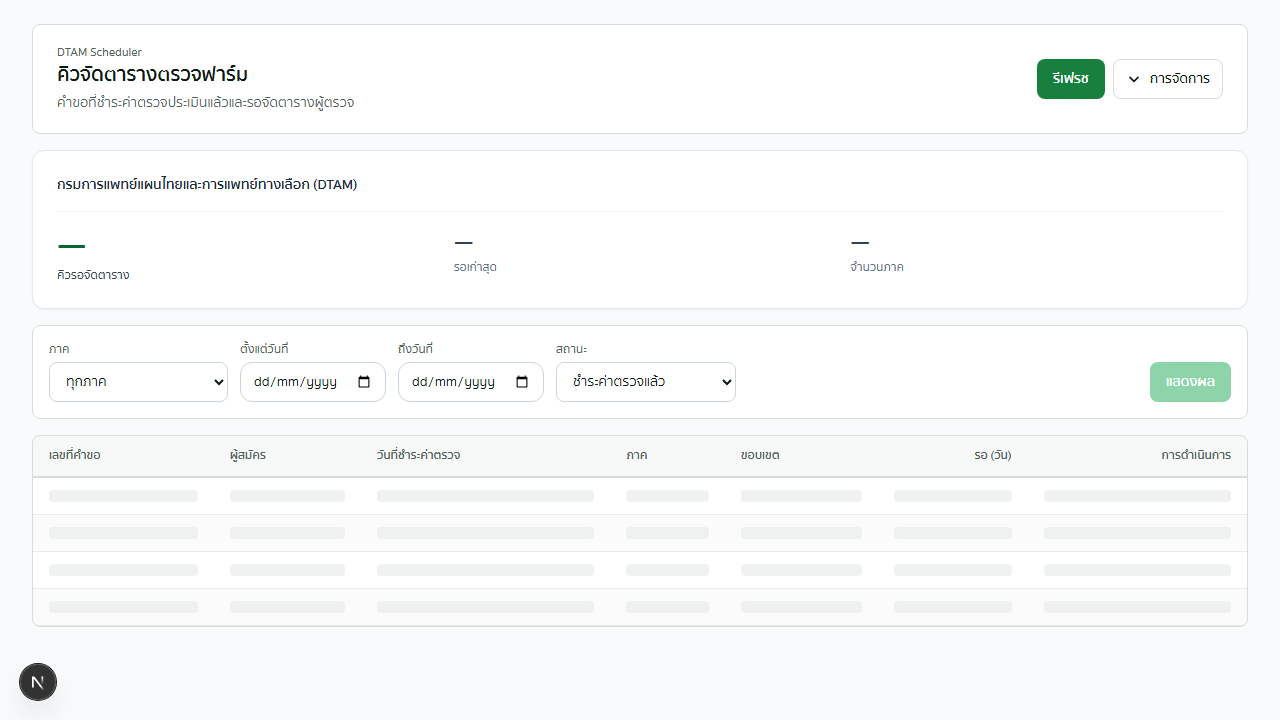 DTAM Scheduler
คิวจัดตารางตรวจฟาร์ม
คำขอที่ชำระค่าตรวจประเมินแล้วและรอจัดตารางผู้ตรวจ
รีเฟรช
การจัดการ
กรมการแพทย์แผนไทยและการแพทย์ทางเลือก (DTAM)
— — —
คิวรอจัดตาราง รอเก่าสุด จำนวนภาค
ภาค ตั้งแต่วันที่ ถึงวันที่ สถานะ
ทุกภาค dd/mm/yyyy dd/mm/yyyy ชำระค่าตรวจแล้ว แสดงผล
เลขที่คำขอ ผู้สมัคร วันที่ชำระค่าตรวจ ภาค ขอบเขต รอ (วัน) การดำเนินการ
N